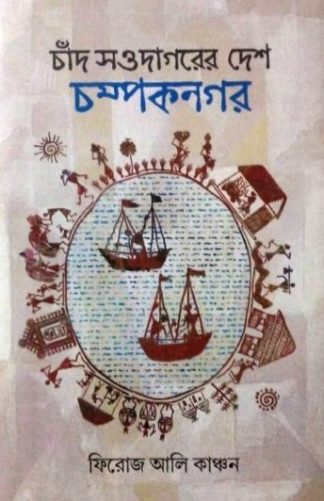 চাঁদ সওদাগরের দেশ
চম্পকনগর
ফিরোজ আলি কাঞ্চন